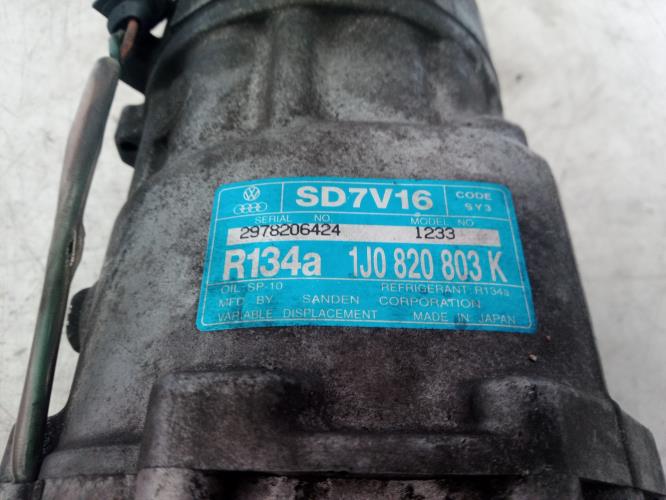 SD7V16
CODE
SY3
SERIAL NO.
MODEL NO
2978206424
1233
R134a 1J0 820 803 K
OIL: SP-10 REFRIGERANT: R134a
MFD BY SANDEN CORPORATION
VARIABLE DISPLACEMENT MADE IN JAPAN